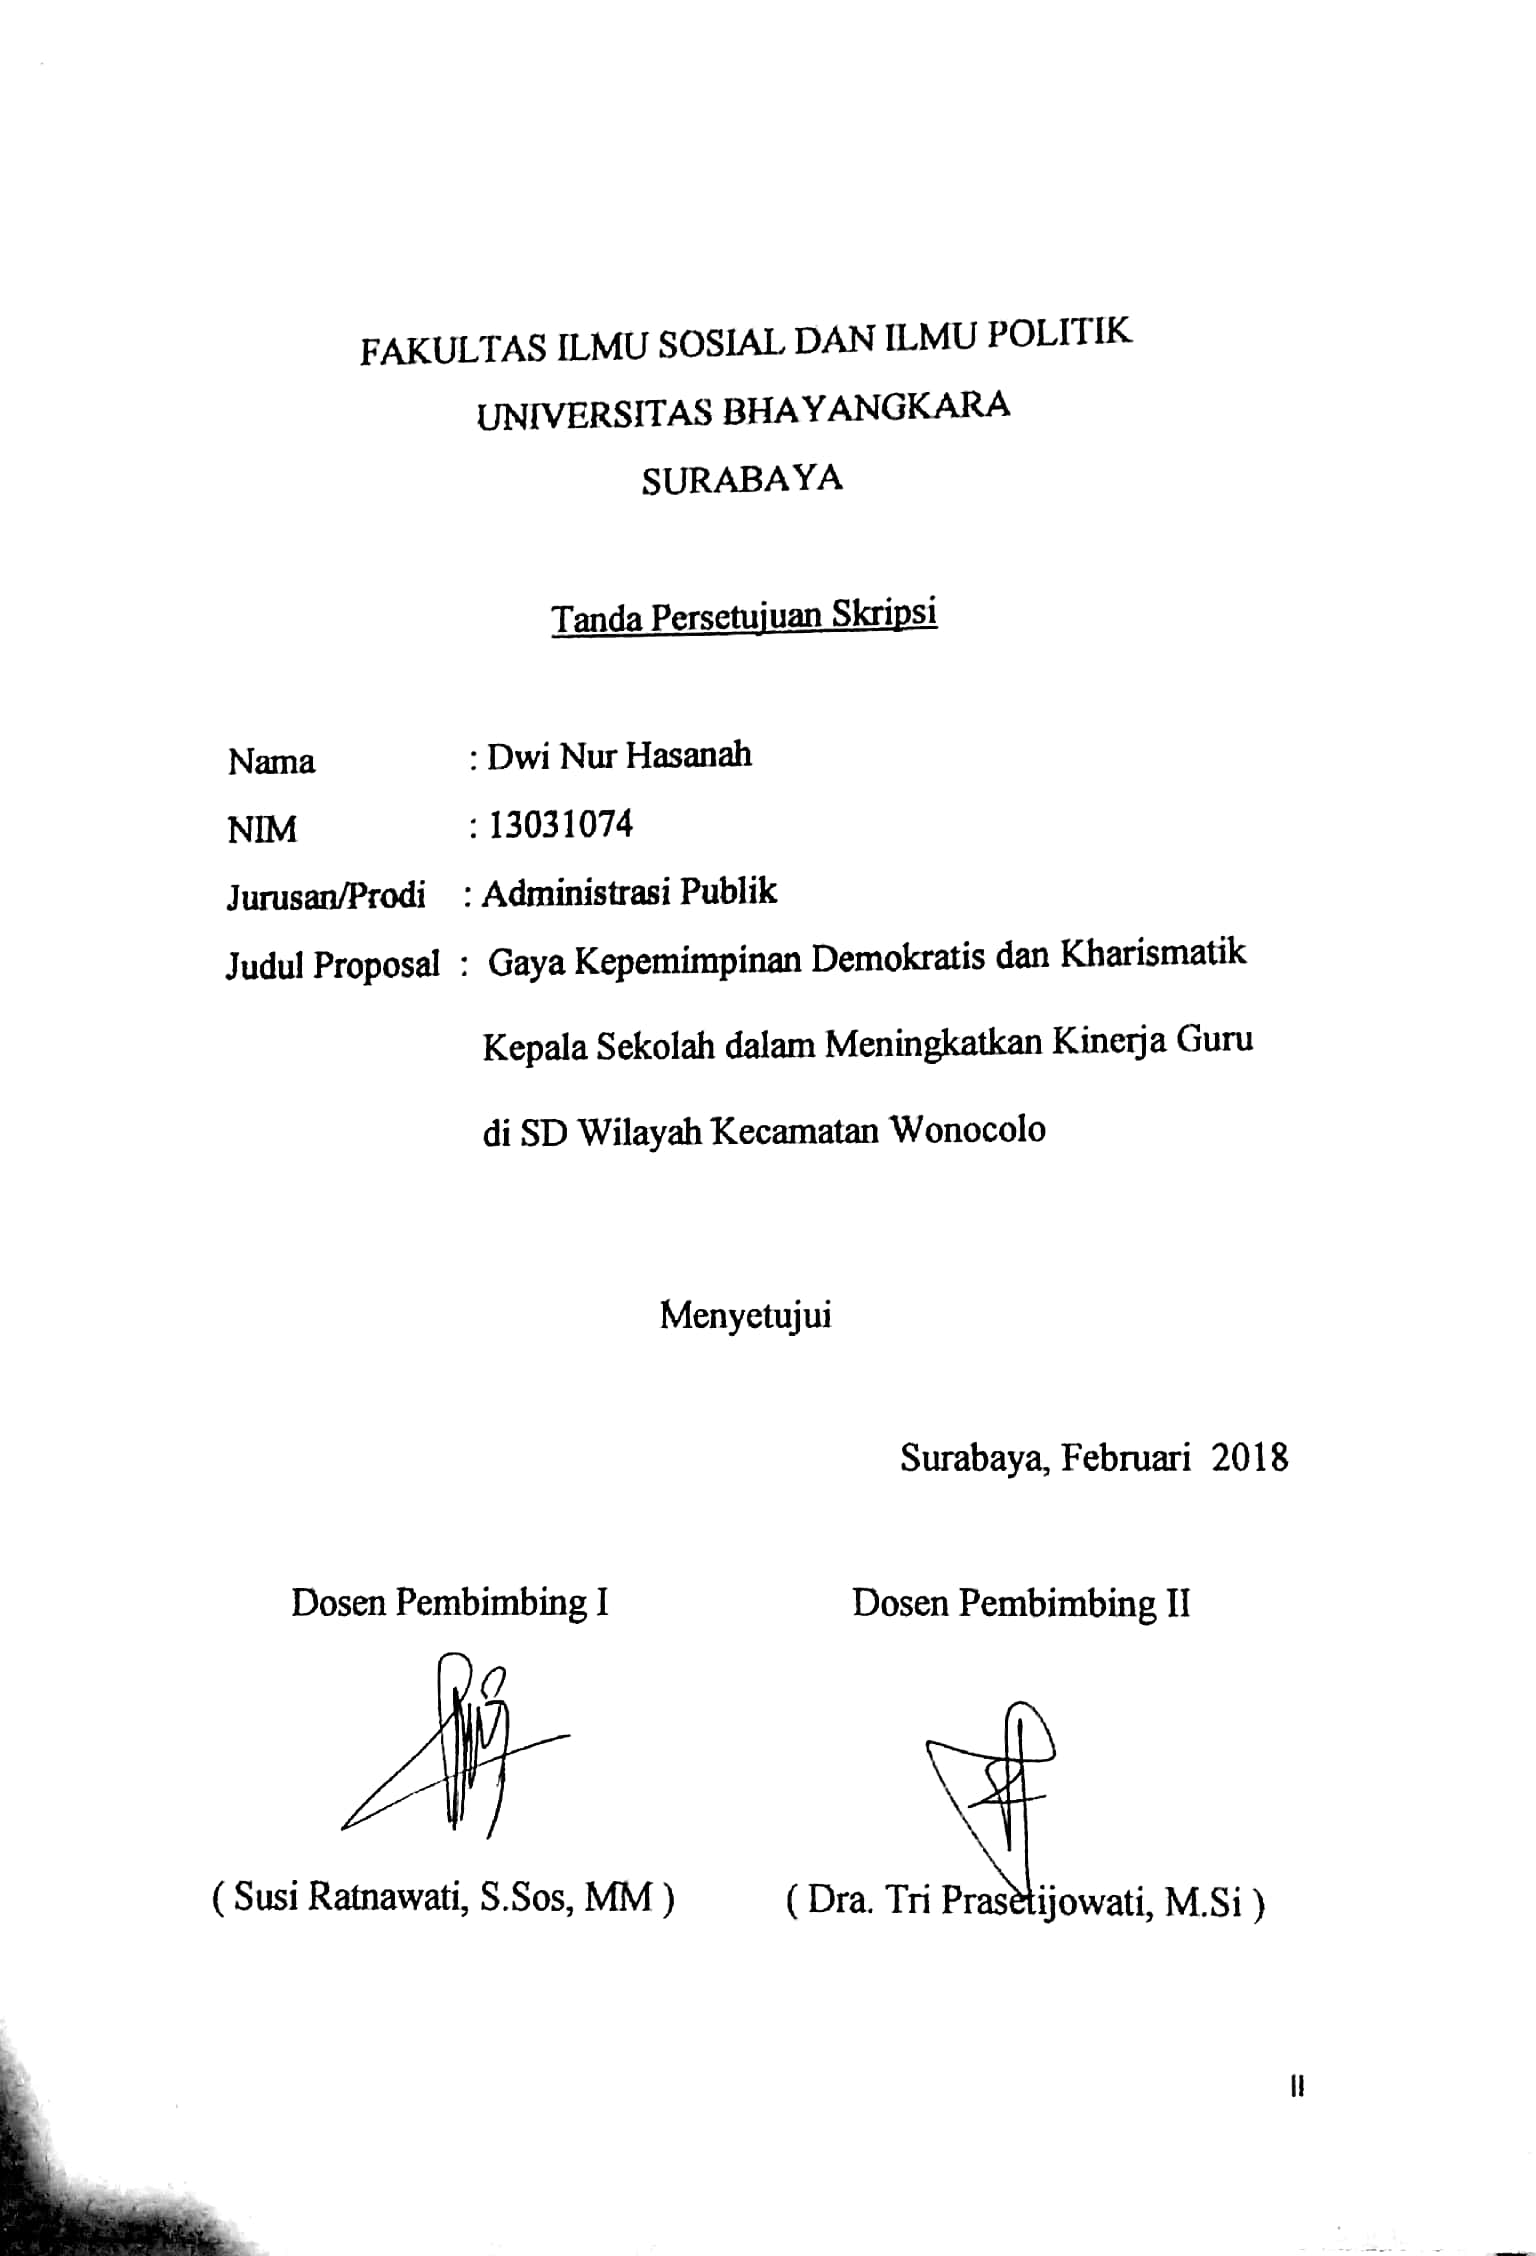 FAKULTAS ILMU SOSIAL DAN ILMU POLITIK
UNIVERSITAS BHAYANGKARA
SURABAYA
Tanda Persetujuan Skripsi
Nama : Dwi Nur Hasanah
NIM : 13031074
Jurusan/Prodi : Administrasi Publik
Judul Proposal : Gaya Kepemimpinan Demokratis dan Kharismatik
Kepala Sekolah dalam Meningkatkan Kinerja Guru
di SD Wilayah Kecamatan Wonocolo
Menyetujui
Surabaya, Februari 2018
Dosen Pembimbing I Dosen Pembimbing II
( Susi Ratnawati, S.Sos, MM ) ( Dra. Tri Prasetijowati, M.Si )
II